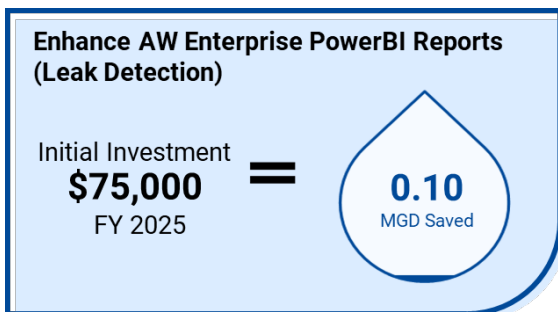 Enhance AW Enterprise PowerBI Reports
(Leak Detection)
Initial Investment
$75,000
FY 2025
=
0.10
MGD Saved